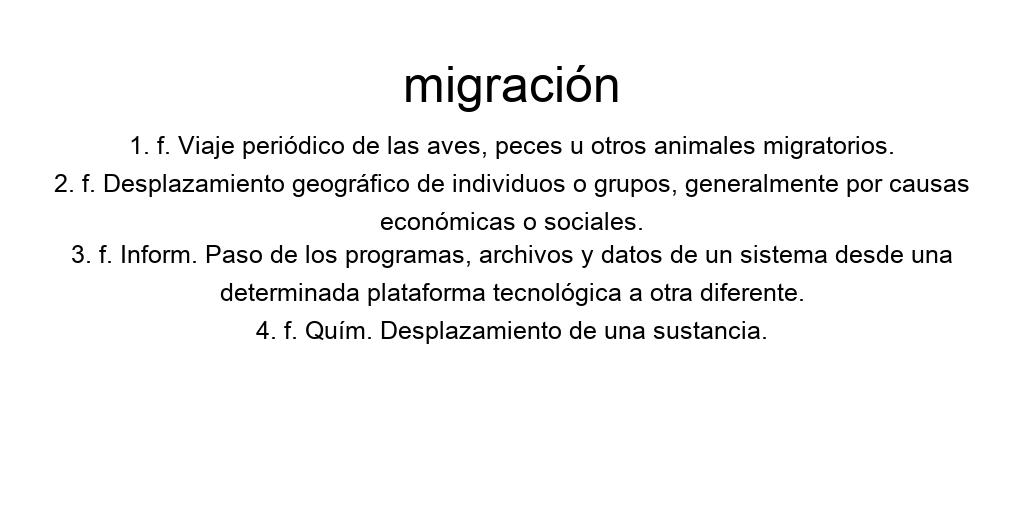 migración
1. f. Viaje periódico de las aves, peces u otros animales migratorios.
2. f. Desplazamiento geográfico de individuos o grupos, generalmente por causas
económicas o sociales.
3. f. Inform. Paso de los programas, archivos y datos de un sistema desde una
determinada plataforma tecnológica a otra diferente.
4. f. Quím. Desplazamiento de una sustancia.